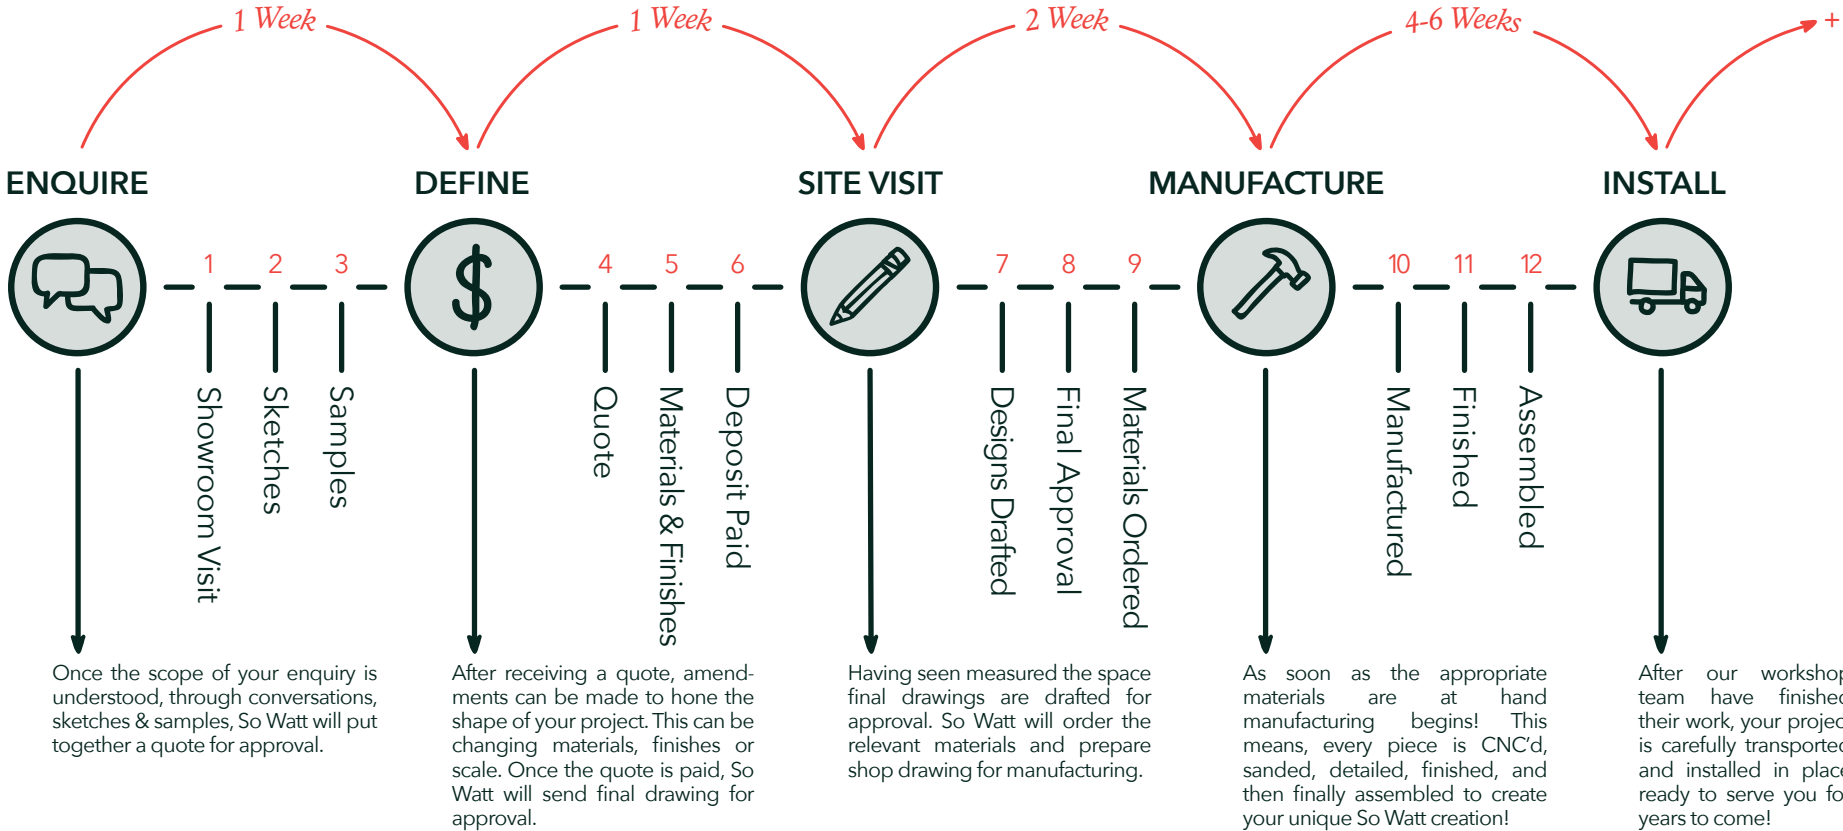 1 Week
1 Week
2 Week
4-6 Weeks
+
ENQUIRE
DEFINE
SITE VISIT
MANUFACTURE
INSTALL
1
2
3
4
5
6
7
8
9
10
11
12
Showroom Visit
Sketches
Samples
Quote
Materials & Finishes
Deposit Paid
Designs Drafted
Final Approval
Materials Ordered
Manufactured
Finished
Assembled
Once the scope of your enquiry is
understood, through conversations,
sketches & samples, So Watt will put
together a quote for approval.
After receiving a quote, amend-
ments can be made to hone the
shape of your project. This can be
changing materials, finishes or
scale. Once the quote is paid, So
Watt will send final drawing for
approval.
Having seen measured the space
final drawings are drafted for
approval. So Watt will order the
relevant materials and prepare
shop drawing for manufacturing.
As soon as the appropriate
materials are at hand
manufacturing begins! This
means, every piece is CNC'd,
sanded, detailed, finished, and
then finally assembled to create
your unique So Watt creation!
After our workshop
team have finished
their work, your project
is carefully transported
and installed in place
ready to serve you for
years to come!